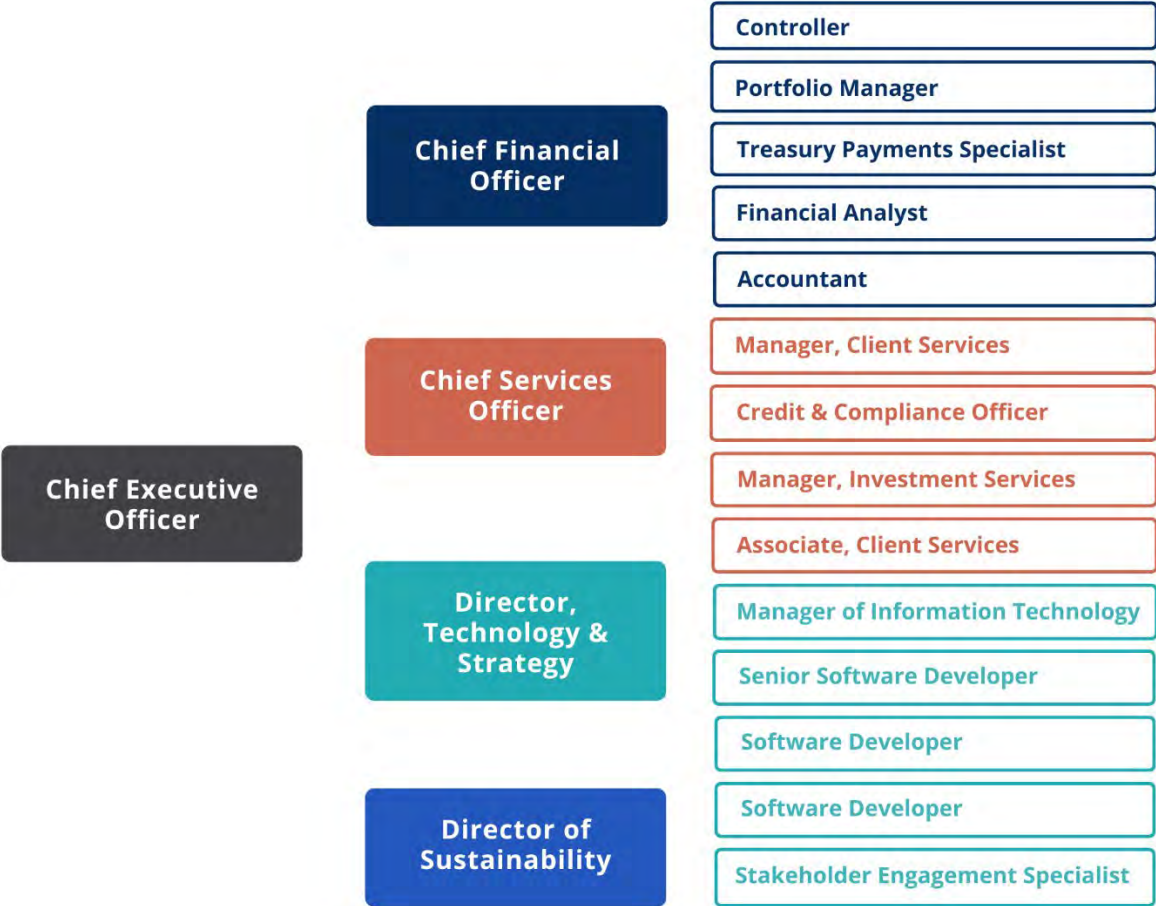 Chief Executive
Officer
Chief Financial
Officer
Controller
Portfolio Manager
Treasury Payments Specialist
Financial Analyst
Accountant
Chief Services
Officer
Manager, Client Services
Credit & Compliance Officer
Manager, Investment Services
Associate, Client Services
Director,
Technology &
Strategy
Manager of Information Technology
Senior Software Developer
Software Developer
Software Developer
Stakeholder Engagement Specialist
Director of
Sustainability